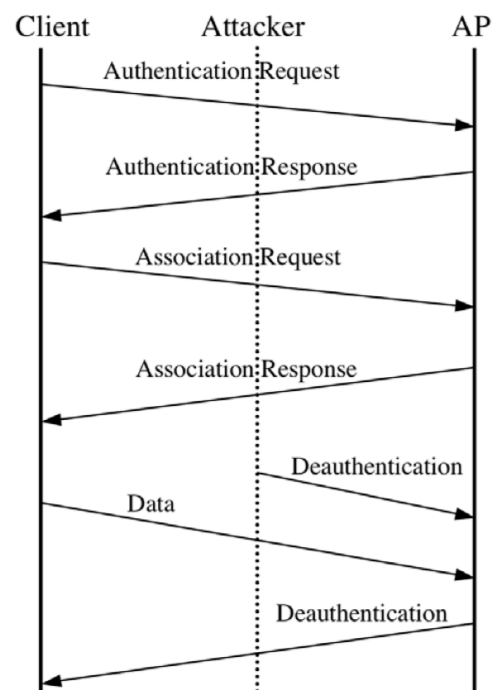 Client Attacker AP
Authentication Request
Authentication Response
Association Request
Association Response
Deauthentication
Data
Deauthentication